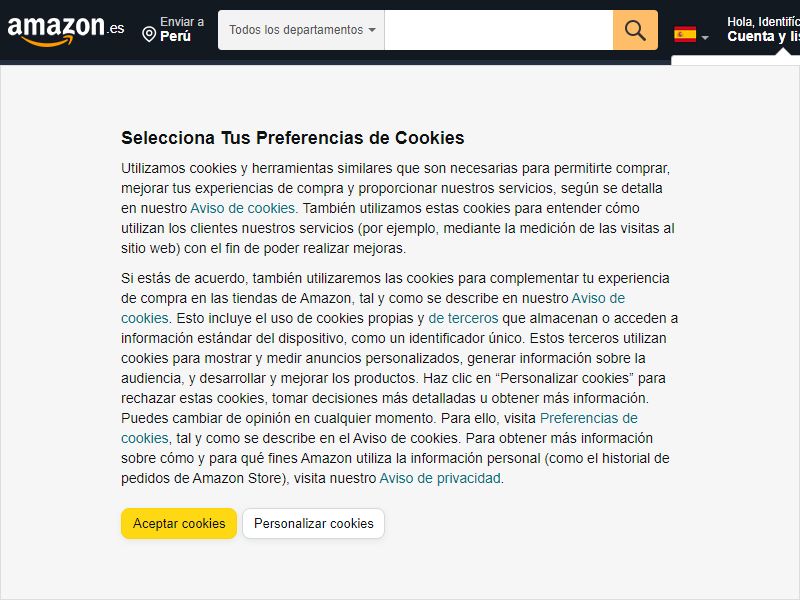 amazon.es
Enviar a
Perú
Todos los departamentos
Hola, Identifíc
Cuenta y lis
Selecciona Tus Preferencias de Cookies
Utilizamos cookies y herramientas similares que son necesarias para permitirte comprar,
mejorar tus experiencias de compra y proporcionar nuestros servicios, según se detalla
en nuestro Aviso de cookies. También utilizamos estas cookies para entender cómo
utilizan los clientes nuestros servicios (por ejemplo, mediante la medición de las visitas al
sitio web) con el fin de poder realizar mejoras.
Si estás de acuerdo, también utilizaremos las cookies para complementar tu experiencia
de compra en las tiendas de Amazon, tal y como se describe en nuestro Aviso de
cookies. Esto incluye el uso de cookies propias y de terceros que almacenan o acceden a
información estándar del dispositivo, como un identificador único. Estos terceros utilizan
cookies para mostrar y medir anuncios personalizados, generar información sobre la
audiencia, y desarrollar y mejorar los productos. Haz clic en “Personalizar cookies” para
rechazar estas cookies, tomar decisiones más detalladas u obtener más información.
Puedes cambiar de opinión en cualquier momento. Para ello, visita Preferencias de
cookies, tal y como se describe en el Aviso de cookies. Para obtener más información
sobre cómo y para qué fines Amazon utiliza la información personal (como el historial de
pedidos de Amazon Store), visita nuestro Aviso de privacidad.
Aceptar cookies
Personalizar cookies